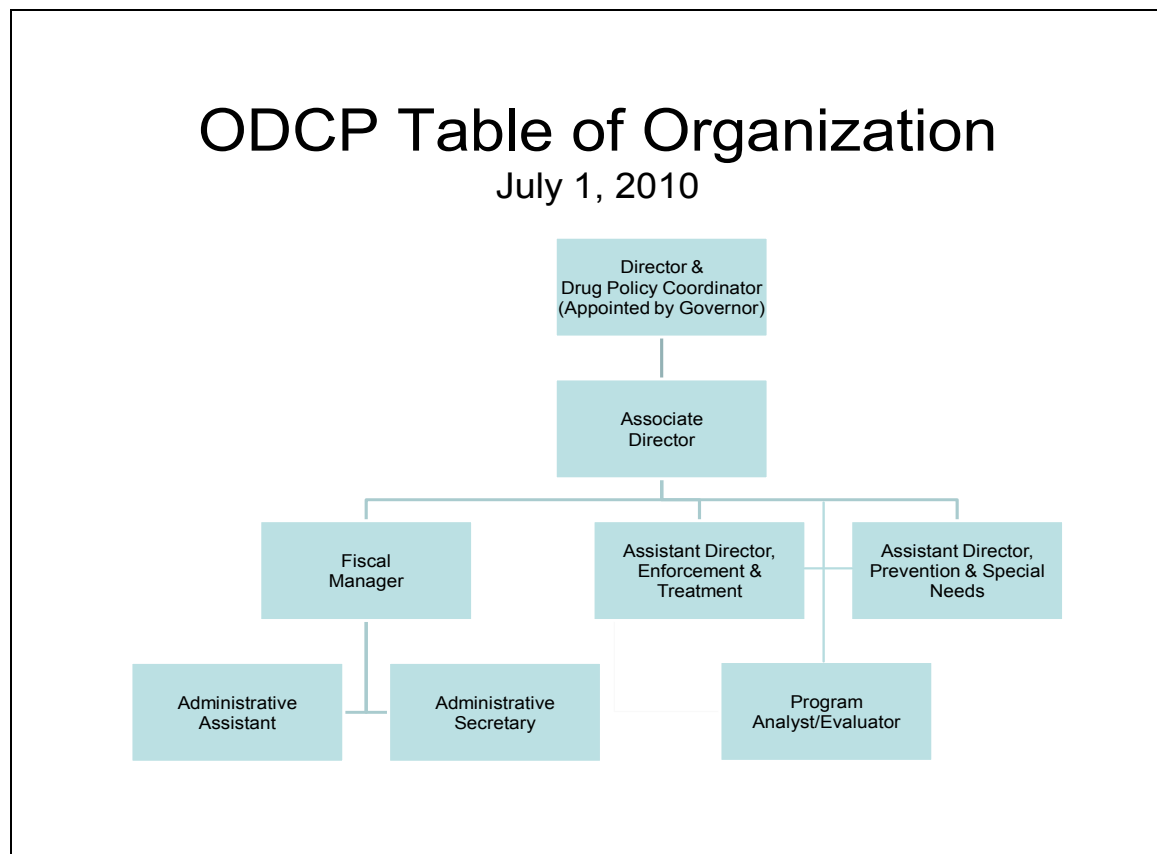 ODCP Table of Organization
July 1, 2010
Director &
Drug Policy Coordinator
(Appointed by Governor)
Associate
Director
Fiscal
Manager
Assistant Director,
Enforcement &
Treatment
Assistant Director,
Prevention & Special
Needs
Administrative
Assistant
Administrative
Secretary
Program
Analyst/Evaluator